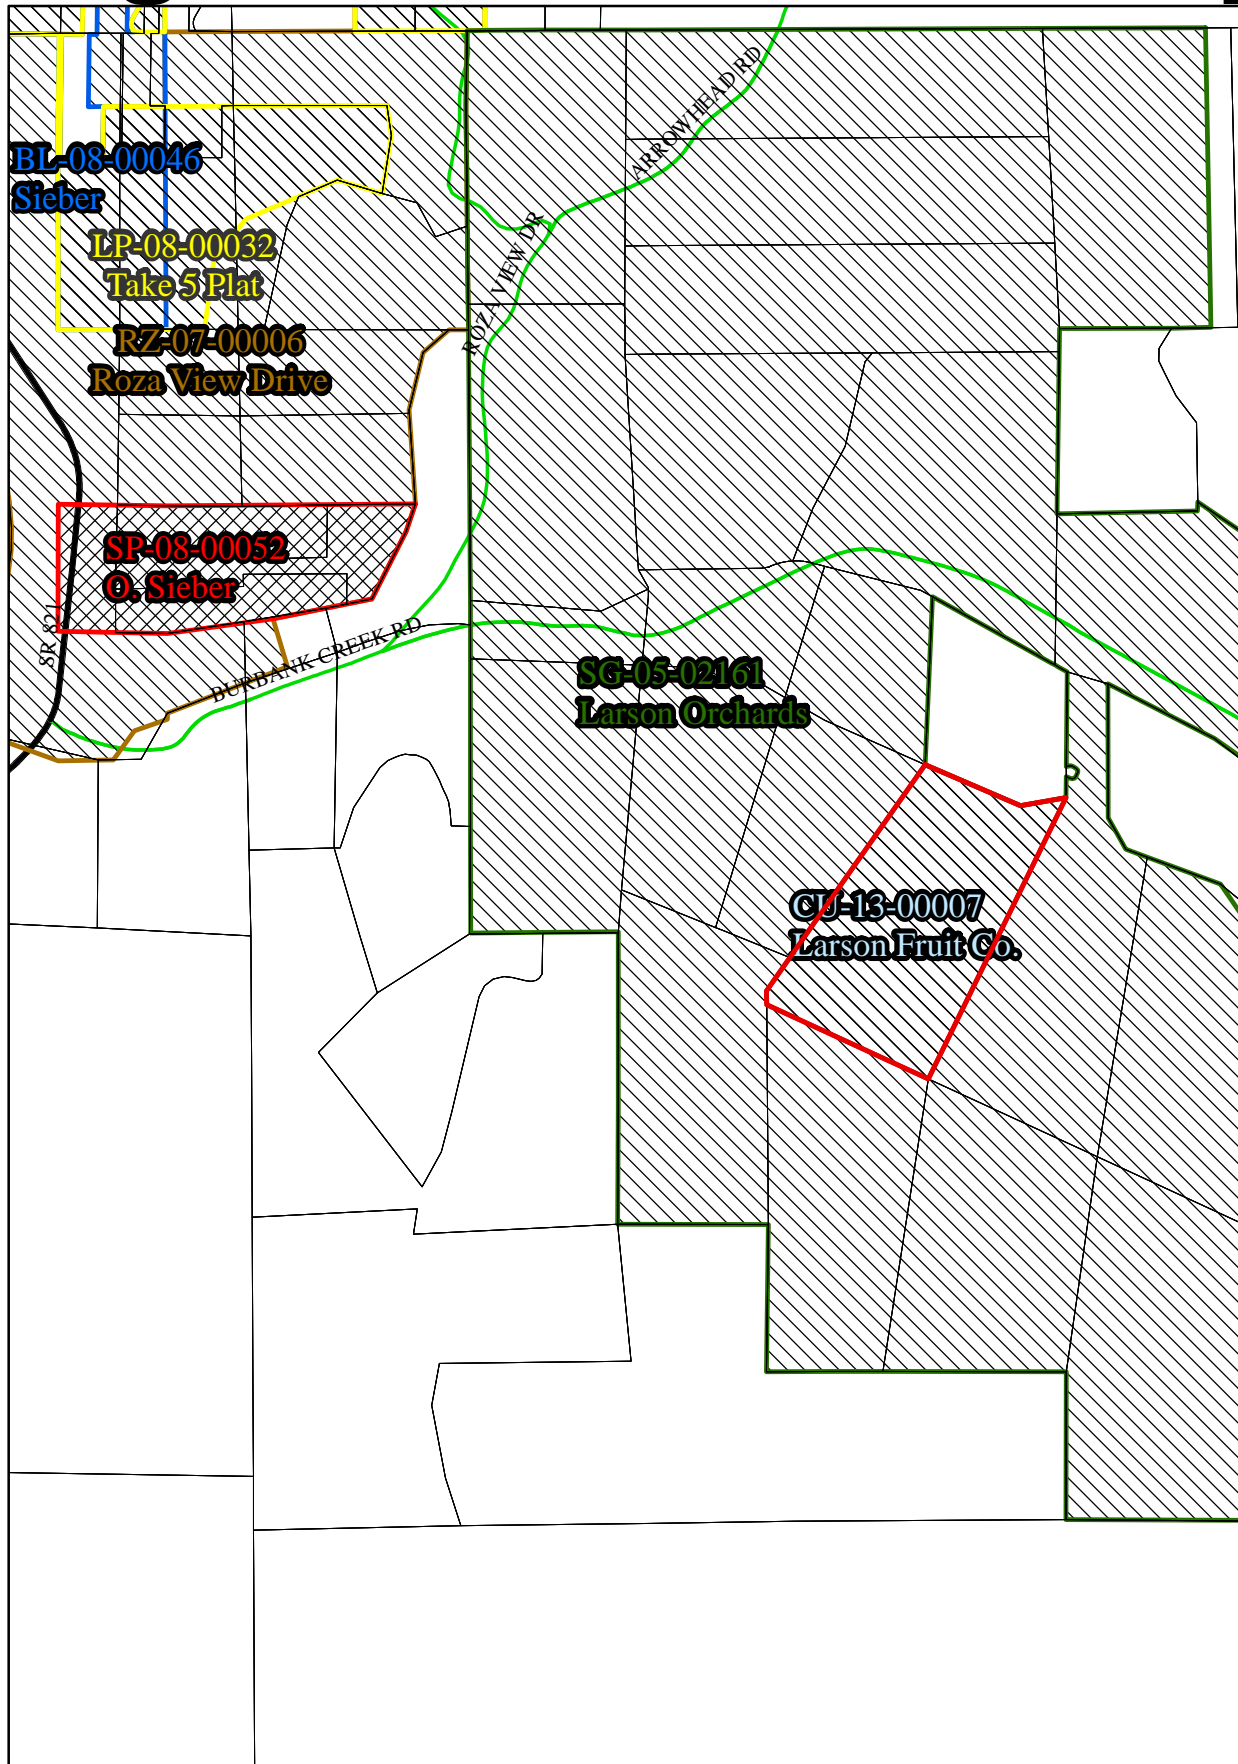 ARROWHEAD RD
BL-08-00046
Sieber
ROZA VIEW DR
LP-08-00032
Take 5 Plat
RZ-07-00006
Roza View Drive
SP-08-00052
O. Sieber
SR 821
BURBANK CREEK RD
SG-05-02161
Larson Orchards
CU-13-00007
Larson Fruit Co.